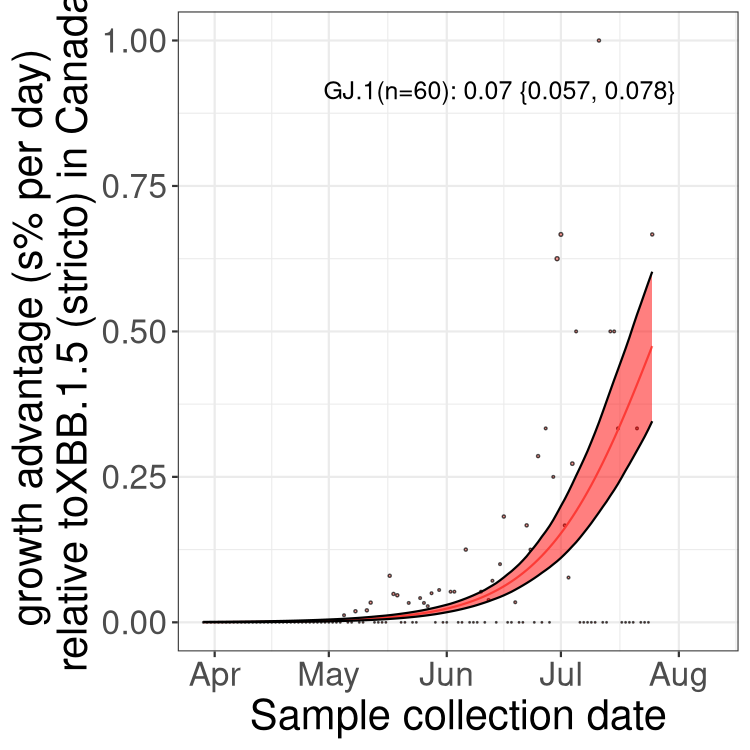 growth advantage (s% per day)
relative toXBB.1.5 (stricto) in Canada
1.00
0.75
0.50
0.25
0.00
GJ.1(n=60): 0.07 {0.057, 0.078}
Apr May Jun Jul Aug
Sample collection date